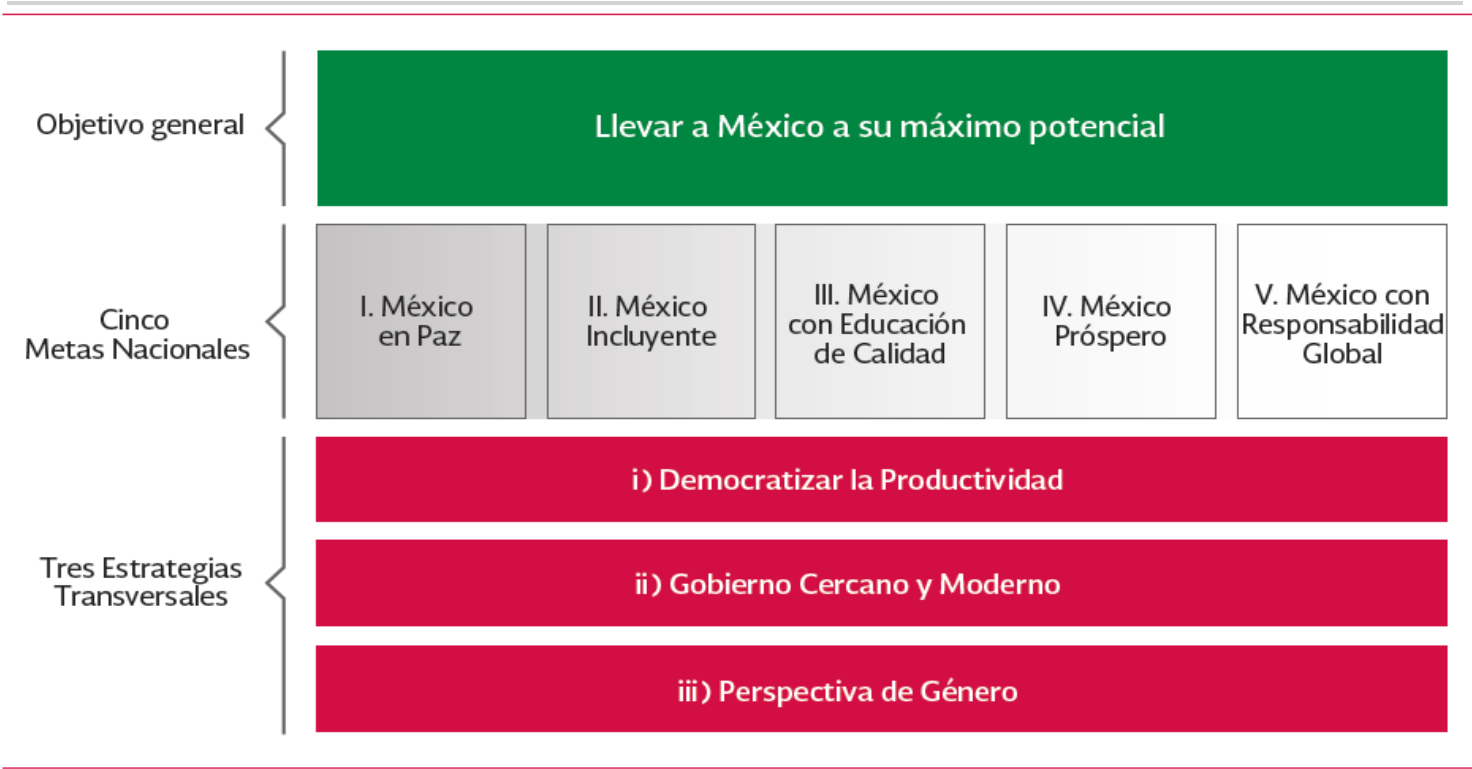 Objetivo general
Llevar a México a su máximo potencial
Cinco
Metas Nacionales
I. México
en Paz
II. México
Incluyente
III. México
con Educación
de Calidad
IV. México
Próspero
V. México con
Responsabilidad
Global
Tres Estrategias
Transversales
i) Democratizar la Productividad
ii) Gobierno Cercano y Moderno
iii) Perspectiva de Género